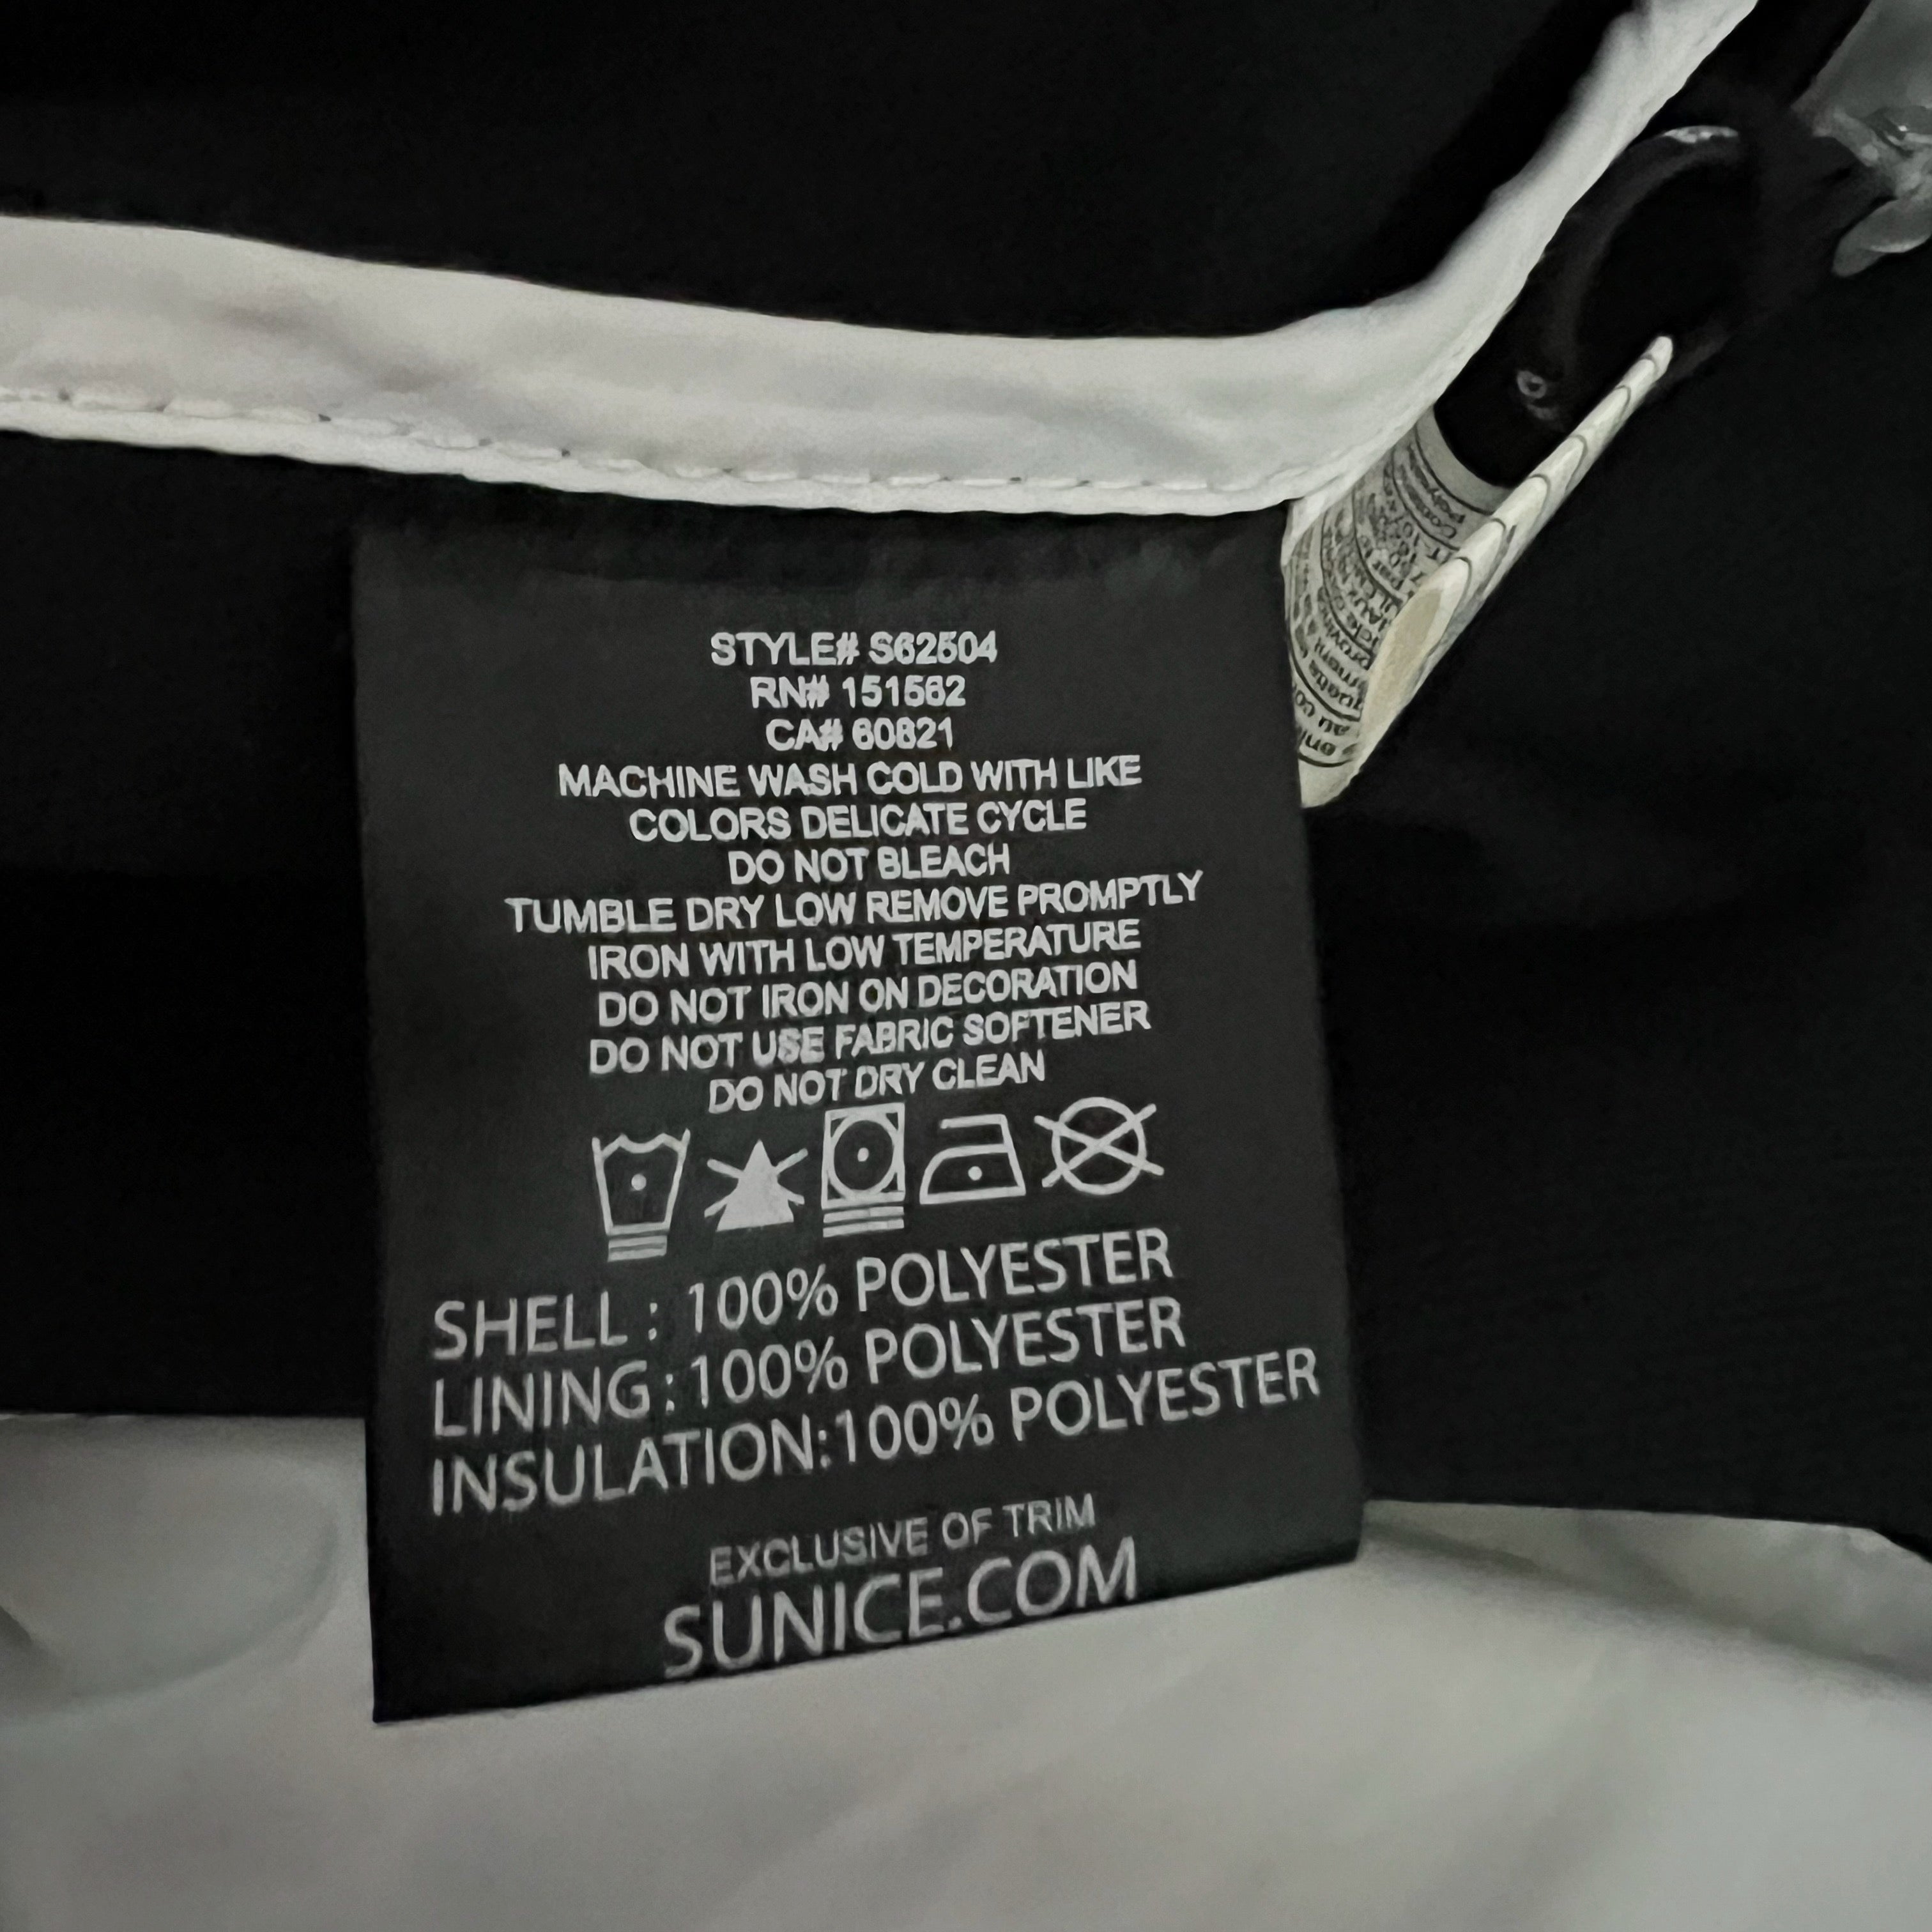 STYLE# S62504
RN# 151562
CA# 60821
MACHINE WASH COLD WITH LIKE
COLORS DELICATE CYCLE
DO NOT BLEACH
TUMBLE DRY LOW REMOVE PROMPTLY
IRON WITH LOW TEMPERATURE
DO NOT IRON ON DECORATION
DO NOT USE FABRIC SOFTENER
DO NOT DRY CLEAN
SHELL : 100% POLYESTER
LINING : 100% POLYESTER
INSULATION:100% POLYESTER
EXCLUSIVE OF TRIM
SUNICE.COM